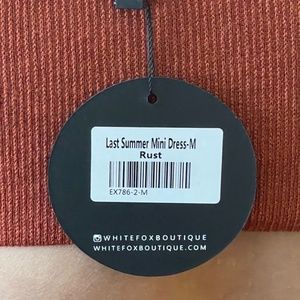 Last Summer Mini Dress-M
Rust
EX786-2-M
WHITEFOXBOUTIQUE
WHITEFOXBOUTIQUE.COM